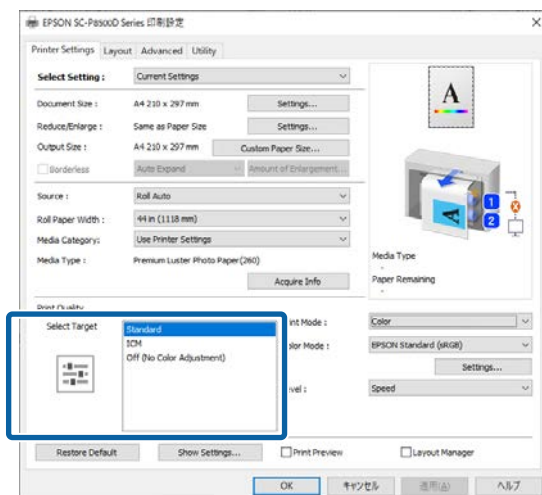 EPSON SC-P8500D Series 印刷設定
Printer Settings Layout Advanced Utility
Select Setting : Current Settings
Document Size : A4 210 x 297 mm Settings...
Reduce/Enlarge : Same as Paper Size Settings...
Output Size : A4 210 x 297 mm Custom Paper Size...
Borderless Auto Expand Amount of Enlargement...
Source : Roll Auto
Roll Paper Width : 44 in (1118 mm)
Media Category: Use Printer Settings
Media Type : Premium Luster Photo Paper(260)
Acquire Info
A
1
2
Media Type
-
Paper Remaining
-
Print Quality
Select Target
Standard
ICM
Off (No Color Adjustment)
int Mode : Color
olor Mode : EPSON Standard (sRGB)
Settings...
evel : Speed
Restore Default Show Settings... Print Preview Layout Manager
OK キャンセル 適用(A) ヘルプ